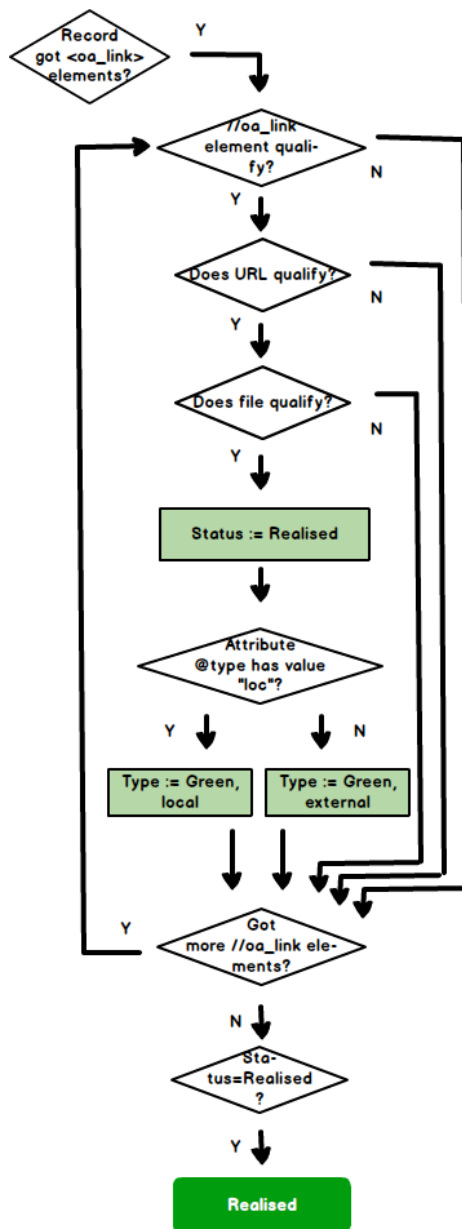 Record
got <oa_link>
elements?
Y
//oa_link
element quali-
fy?
N
Y
Does URL qualify?
N
Y
Does file qualify?
N
Y
Status := Realised
Attribute
@type has value
"loc"?
Y
N
Type := Green,
local
Type := Green,
external
Y
Got
more //oa_link ele-
ments?
N
Sta-
tus=Realised
?
Y
Realised